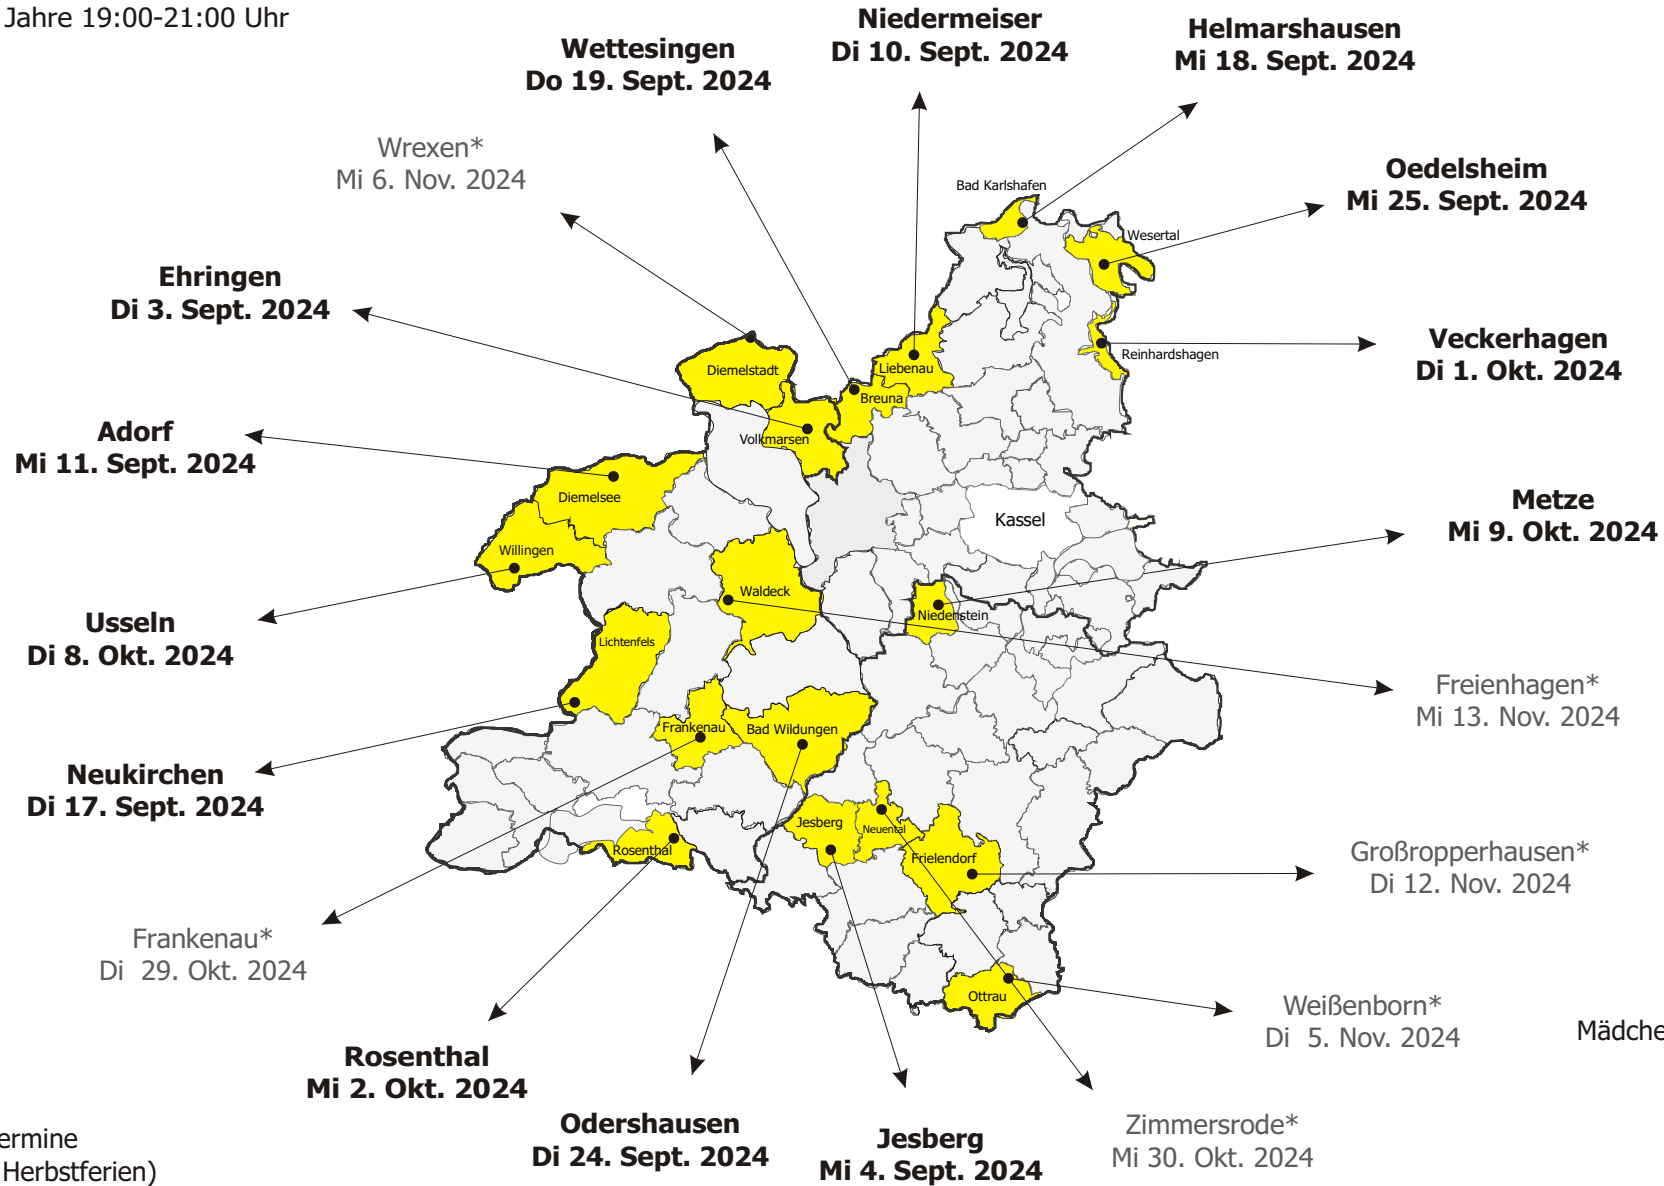 Jahre 19:00-21:00 Uhr
Niedermeiser
Di 10. Sept. 2024
Helmarshausen
Mi 18. Sept. 2024
Wettesingen
Do 19. Sept. 2024
Wrexen*
Mi 6. Nov. 2024
Oedelsheim
Mi 25. Sept. 2024
Bad Karlshafen
Wesertal
Ehringen
Di 3. Sept. 2024
Veckerhagen
Di 1. Okt. 2024
Reinhardshagen
Diemelstadt
Liebenau
Breuna
Volkmarsen
Adorf
Mi 11. Sept. 2024
Diemelsee
Metze
Mi 9. Okt. 2024
Kassel
Willingen
Waldeck
Niedenstein
Usseln
Di 8. Okt. 2024
Lichtenfels
Freienhagen*
Mi 13. Nov. 2024
Frankenau
Bad Wildungen
Neukirchen
Di 17. Sept. 2024
Jesberg
Neuental
Rosenthal
Frielendorf
Großropperhausen*
Di 12. Nov. 2024
Frankenau*
Di  29. Okt. 2024
Ottrau
Weißenborn*
Di  5. Nov. 2024
Mädche
Rosenthal
Mi 2. Okt. 2024
Odershausen
Di 24. Sept. 2024
Jesberg
Mi 4. Sept. 2024
Zimmersrode*
Mi 30. Okt. 2024
ermine
Herbstferien)